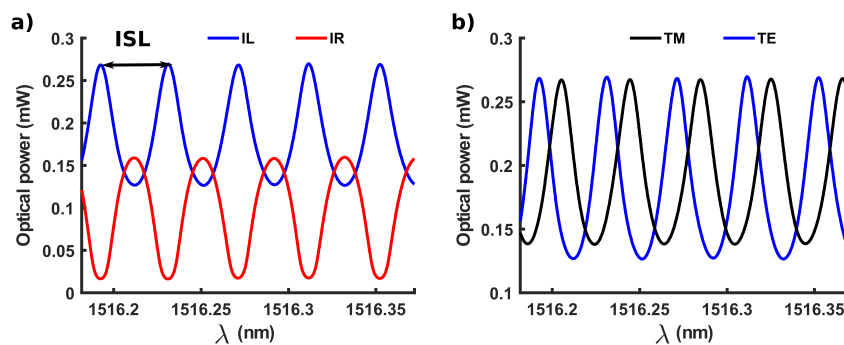 a)
ISL
IL
IR
Optical power (mW)
0.3
0.25
0.2
0.15
0.1
0.05
0
1516.2 1516.25 1516.3 1516.35
λ (nm)
b)
TM
TE
Optical power (mW)
0.3
0.25
0.2
0.15
0.1
1516.2 1516.25 1516.3 1516.35
λ (nm)